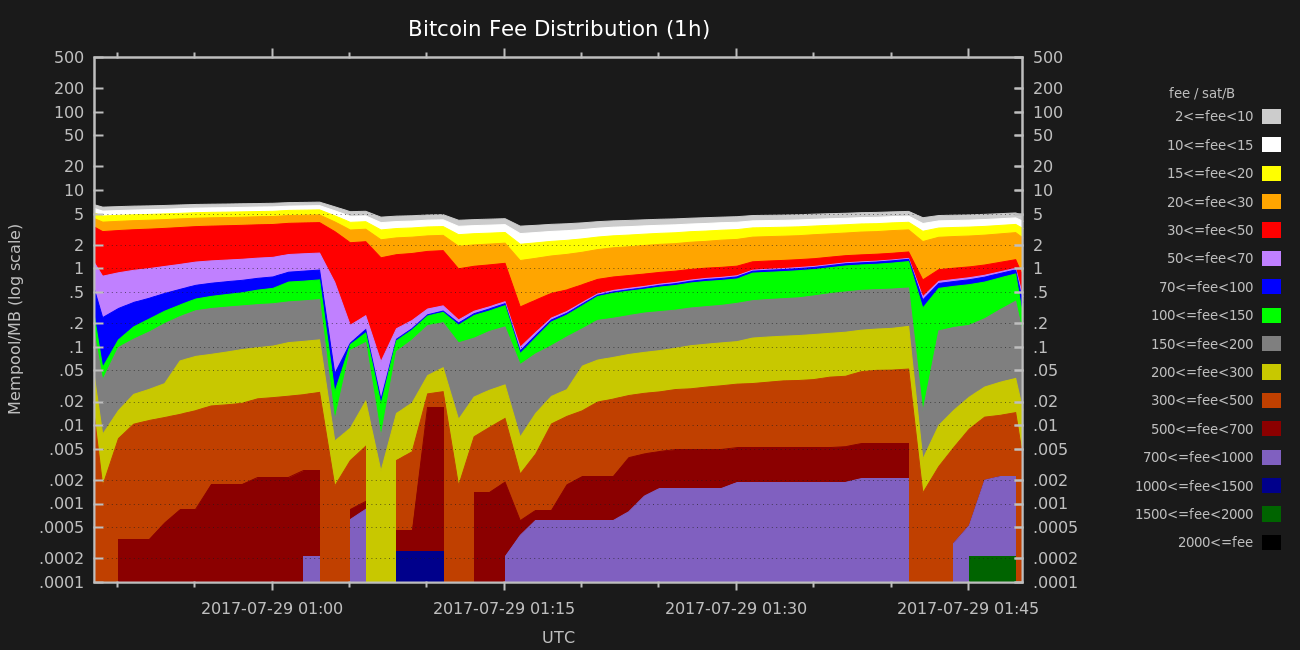 Bitcoin Fee Distribution (1h)
500
200
100
50
20
10
5
2
1
.5
.2
.1
.05
.02
.01
.005
.002
.001
.0005
.0002
.0001
Mempool/MB (log scale)
500
200
100
50
20
10
5
2
1
.5
.2
.1
.05
.02
.01
.005
.002
.001
.0005
.0002
.0001
2017-07-29 01:00
2017-07-29 01:15
2017-07-29 01:30
2017-07-29 01:45
UTC
fee / sat/B
2<=fee<10
10<=fee<15
15<=fee<20
20<=fee<30
30<=fee<50
50<=fee<70
70<=fee<100
100<=fee<150
150<=fee<200
200<=fee<300
300<=fee<500
500<=fee<700
700<=fee<1000
1000<=fee<1500
1500<=fee<2000
2000<=fee